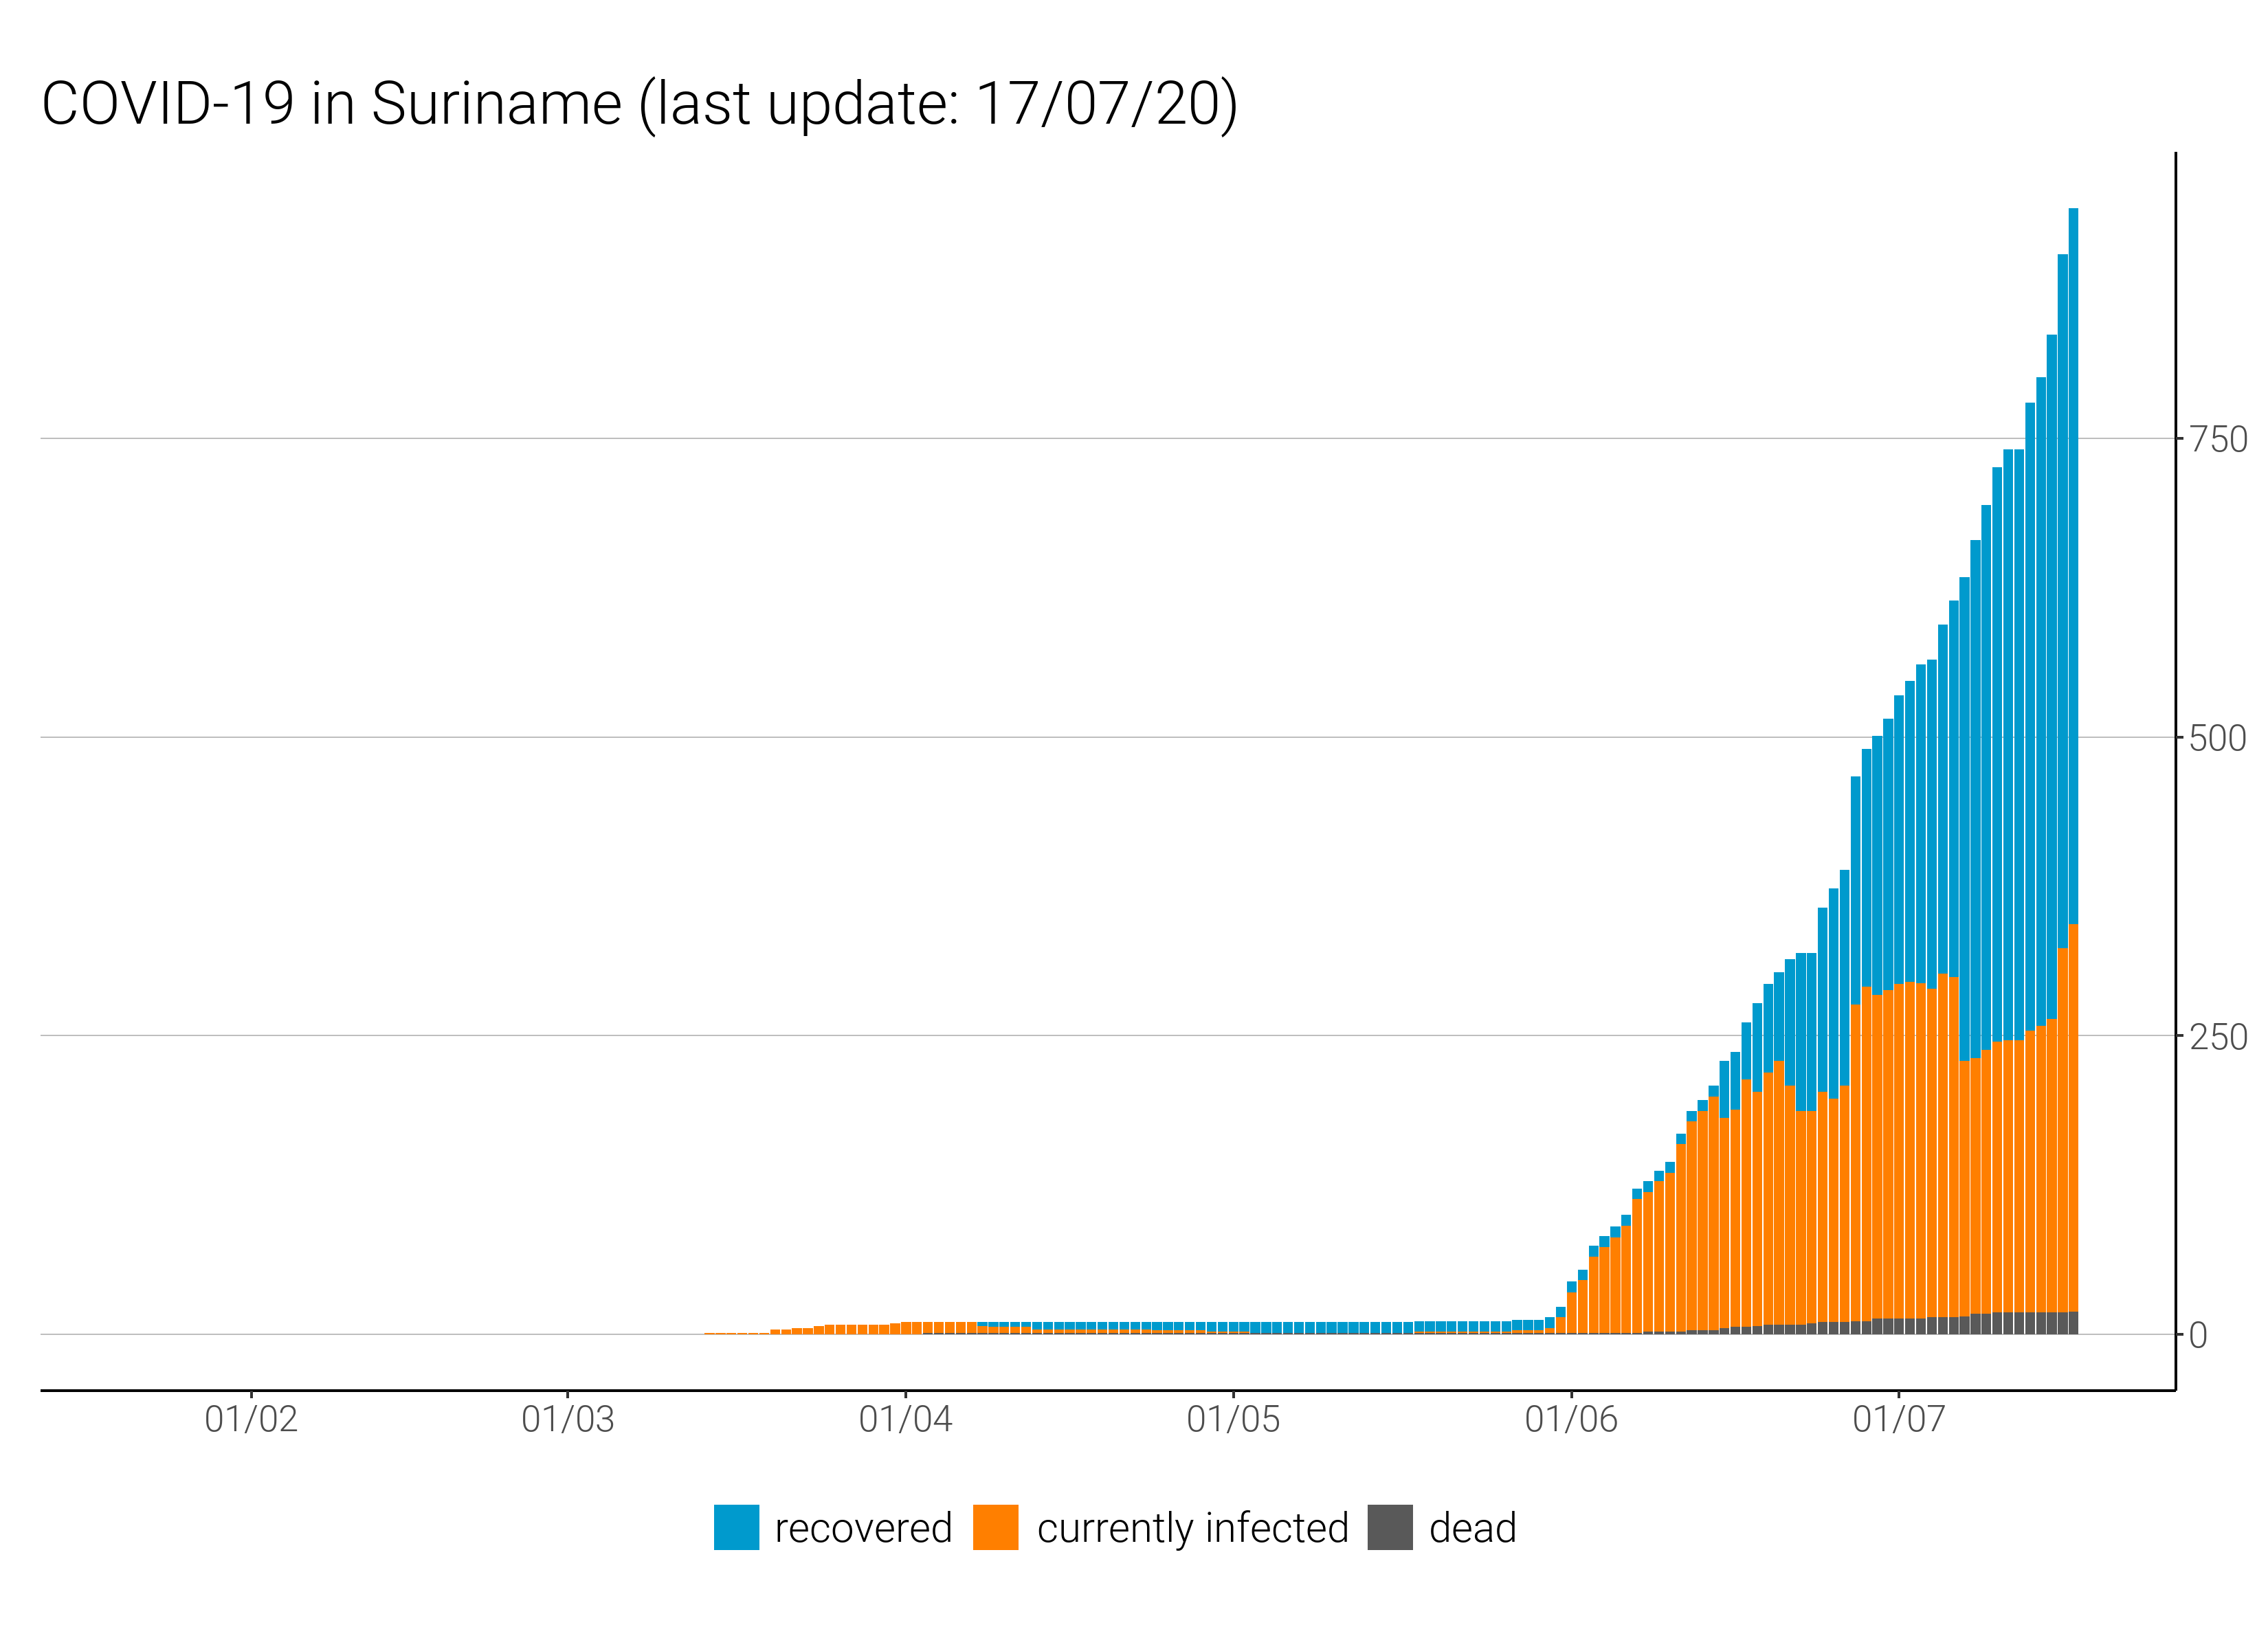 COVID-19 in Suriname (last update: 17/07/20)
750
500
250
0
01/02 01/03 01/04 01/05 01/06 01/07
recovered currently infected dead